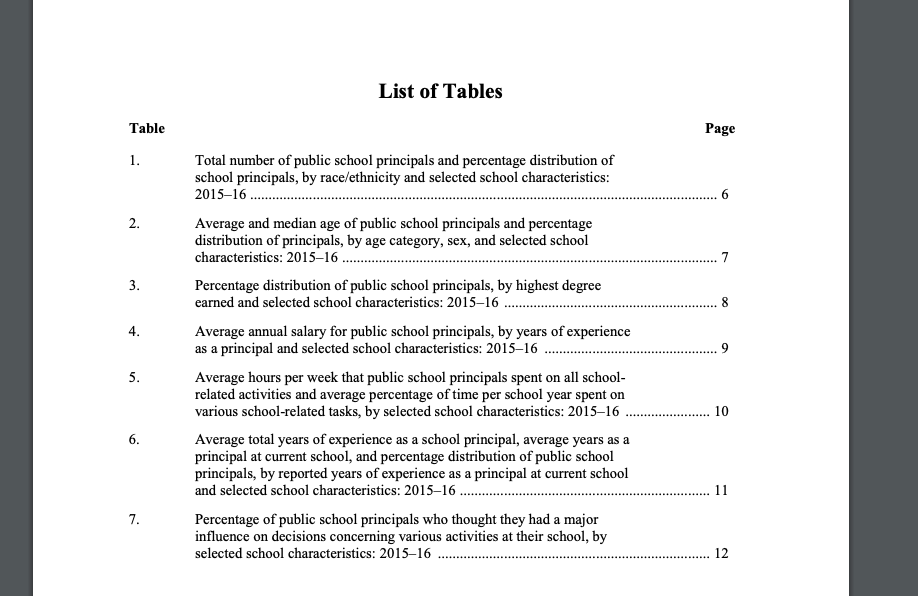 List of Tables
Table Page
1. Total number of public school principals and percentage distribution of
school principals, by race/ethnicity and selected school characteristics:
2015–16 ................................................................................................................................ 6
2. Average and median age of public school principals and percentage
distribution of principals, by age category, sex, and selected school
characteristics: 2015–16 ...................................................................................................... 7
3. Percentage distribution of public school principals, by highest degree
earned and selected school characteristics: 2015–16 .......................................................... 8
4. Average annual salary for public school principals, by years of experience
as a principal and selected school characteristics: 2015–16 ............................................... 9
5. Average hours per week that public school principals spent on all school-
related activities and average percentage of time per school year spent on
various school-related tasks, by selected school characteristics: 2015–16 ....................... 10
6. Average total years of experience as a school principal, average years as a
principal at current school, and percentage distribution of public school
principals, by reported years of experience as a principal at current school
and selected school characteristics: 2015–16 .................................................................... 11
7. Percentage of public school principals who thought they had a major
influence on decisions concerning various activities at their school, by
selected school characteristics: 2015–16 .......................................................................... 12